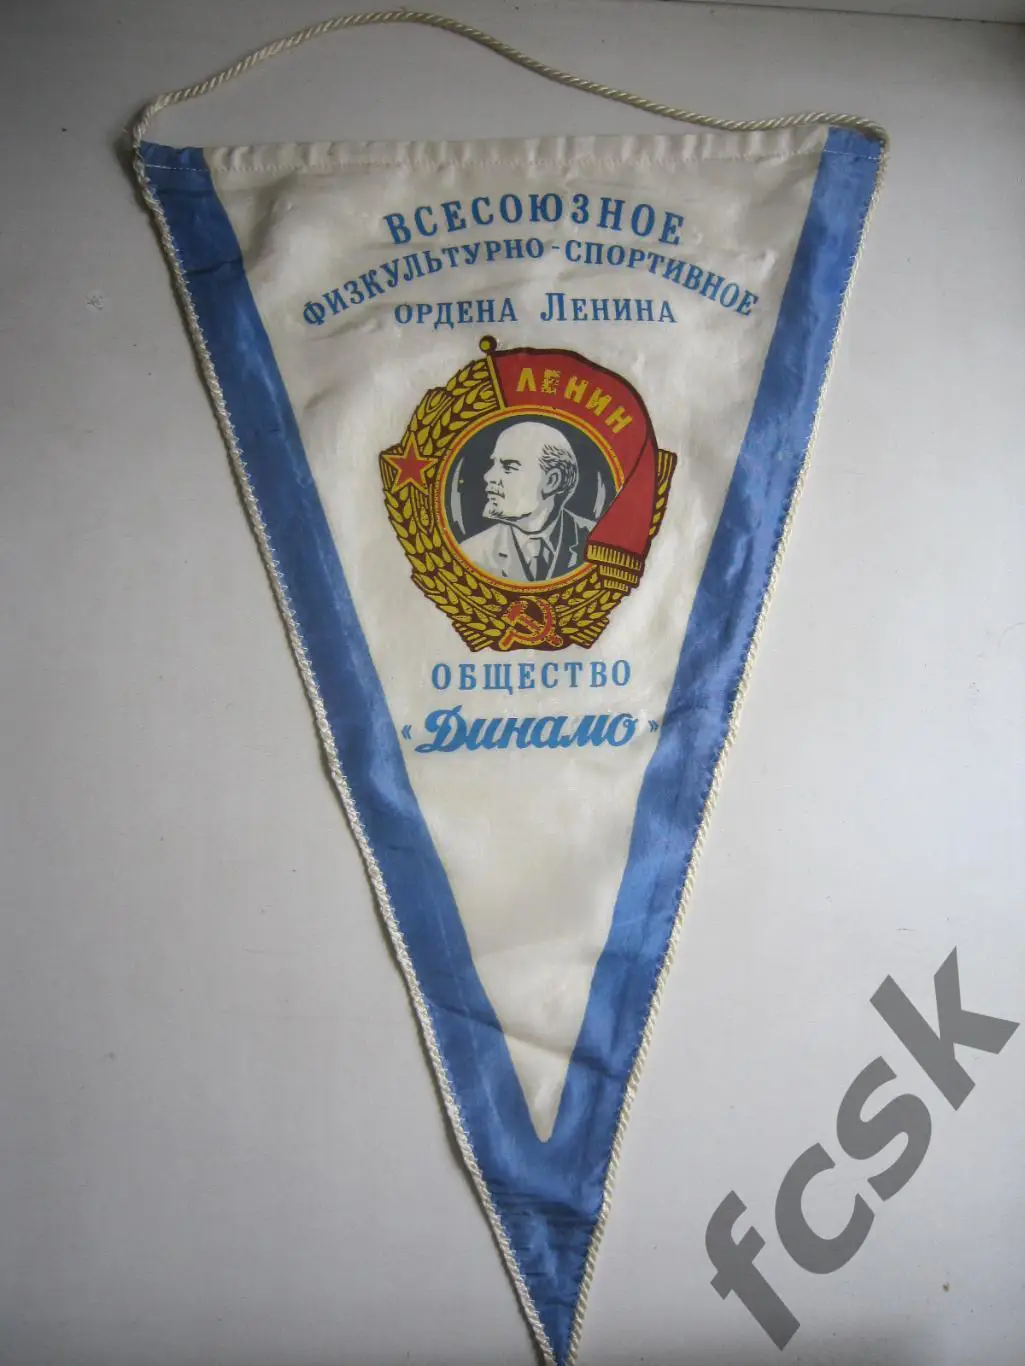 ВСЕСОЮЗНОЕ
ФИЗКУЛЬТУРНО-СПОРТИВНОЕ
ОРДЕНА ЛЕНИНА
ЛЕНИН
ОБЩЕСТВО
«Динамо»
fcsk